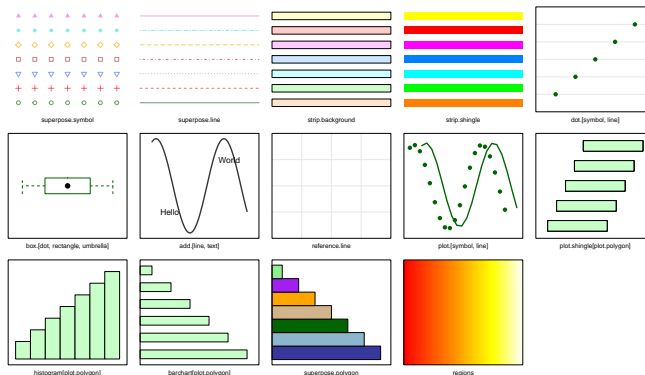 superpose.symbol
superpose.line
strip.background
strip.shingle
dot.[symbol, line]
World
Hello
box.[dot, rectangle, umbrella]
add.[line, text]
reference.line
plot.[symbol, line]
plot.shingle[plot.polygon]
histogram[plot.polygon]
barchart[plot.polygon]
superpose.polygon
regions